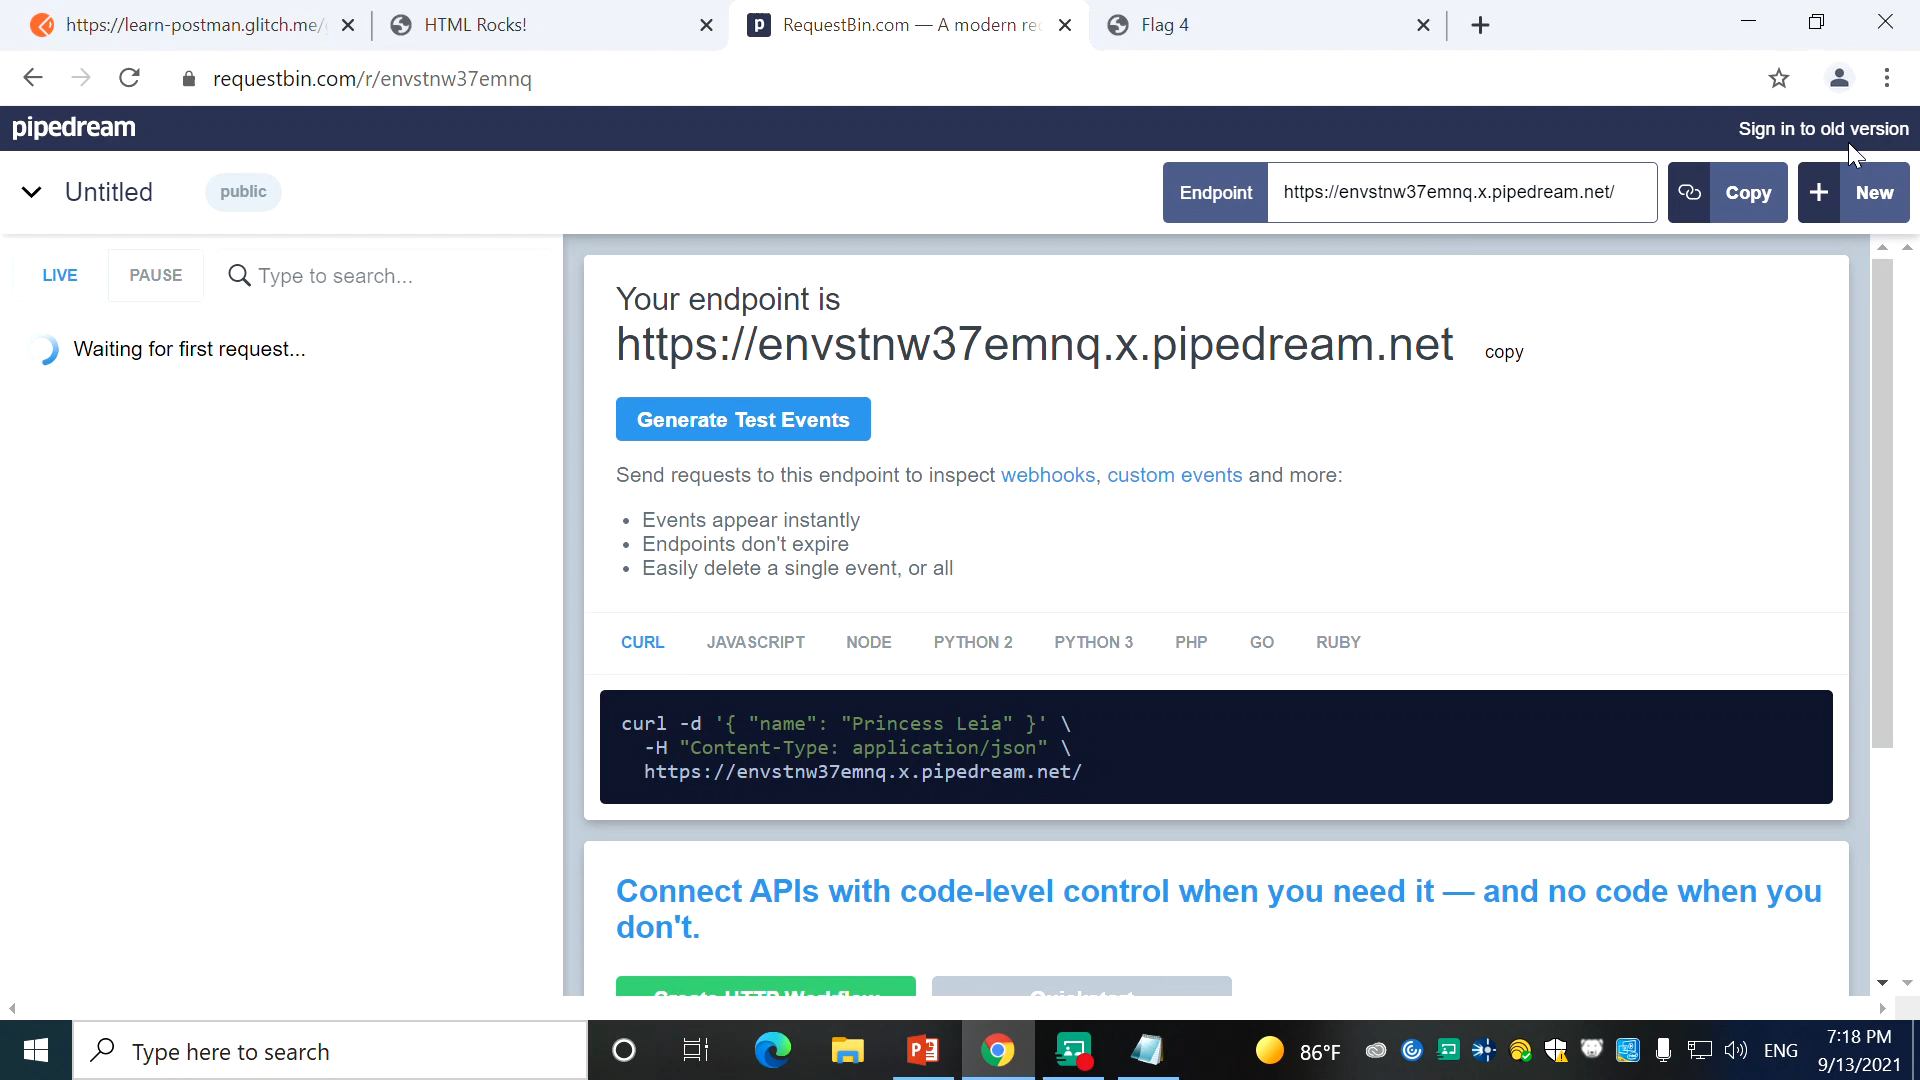 https://learn-postman.glitch.me/
HTML Rocks!
RequestBin.com — A modern re
Flag 4
requestbin.com/r/envstnw37emnq
pipedream
Sign in to old version
Untitled
public
Endpoint
https://envstnw37emnq.x.pipedream.net/
Copy
New
LIVE
PAUSE
Type to search...
Waiting for first request...
Your endpoint is
https://envstnw37emnq.x.pipedream.net
copy
Generate Test Events
Send requests to this endpoint to inspect webhooks, custom events and more:
• Events appear instantly
• Endpoints don't expire
• Easily delete a single event, or all
CURL JAVASCRIPT NODE PYTHON 2 PYTHON 3 PHP GO RUBY
curl -d '{ "name": "Princess Leia" }' \
-H "Content-Type: application/json" \
https://envstnw37emnq.x.pipedream.net/
Connect APIs with code-level control when you need it — and no code when you
don't.
Create HTTP Workflow
Quickstart
Type here to search
86°F
ENG
7:18 PM
9/13/2021